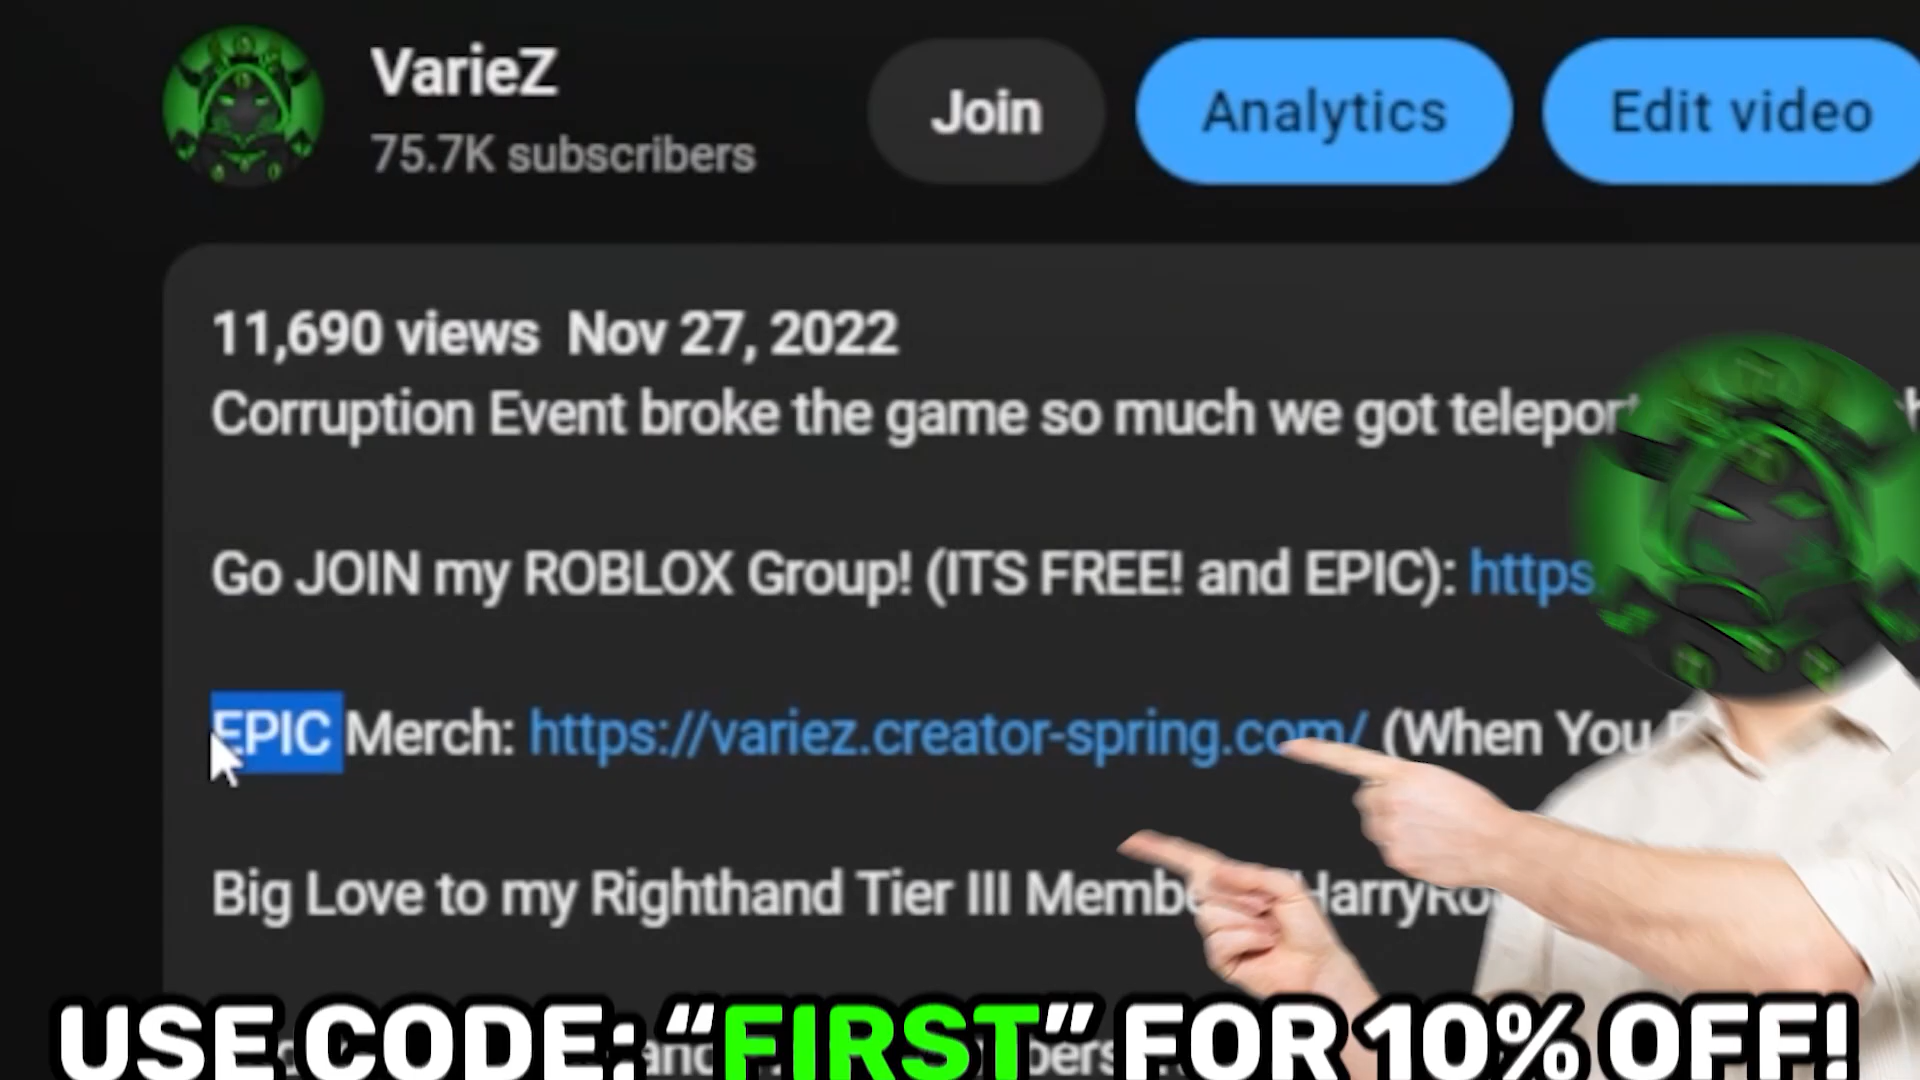 VarieZ
75.7K subscribers
Join
Analytics
Edit video
11,690 views Nov 27, 2022
Corruption Event broke the game so much we got
Go JOIN my ROBLOX Group! (ITS FREE! and EPIC): https
EPIC Merch: https://variez.creator-spring.com/ (When You
Big Love to my Righthand Tier III
USE CODE: “FIRST” FOR 10% OFF!